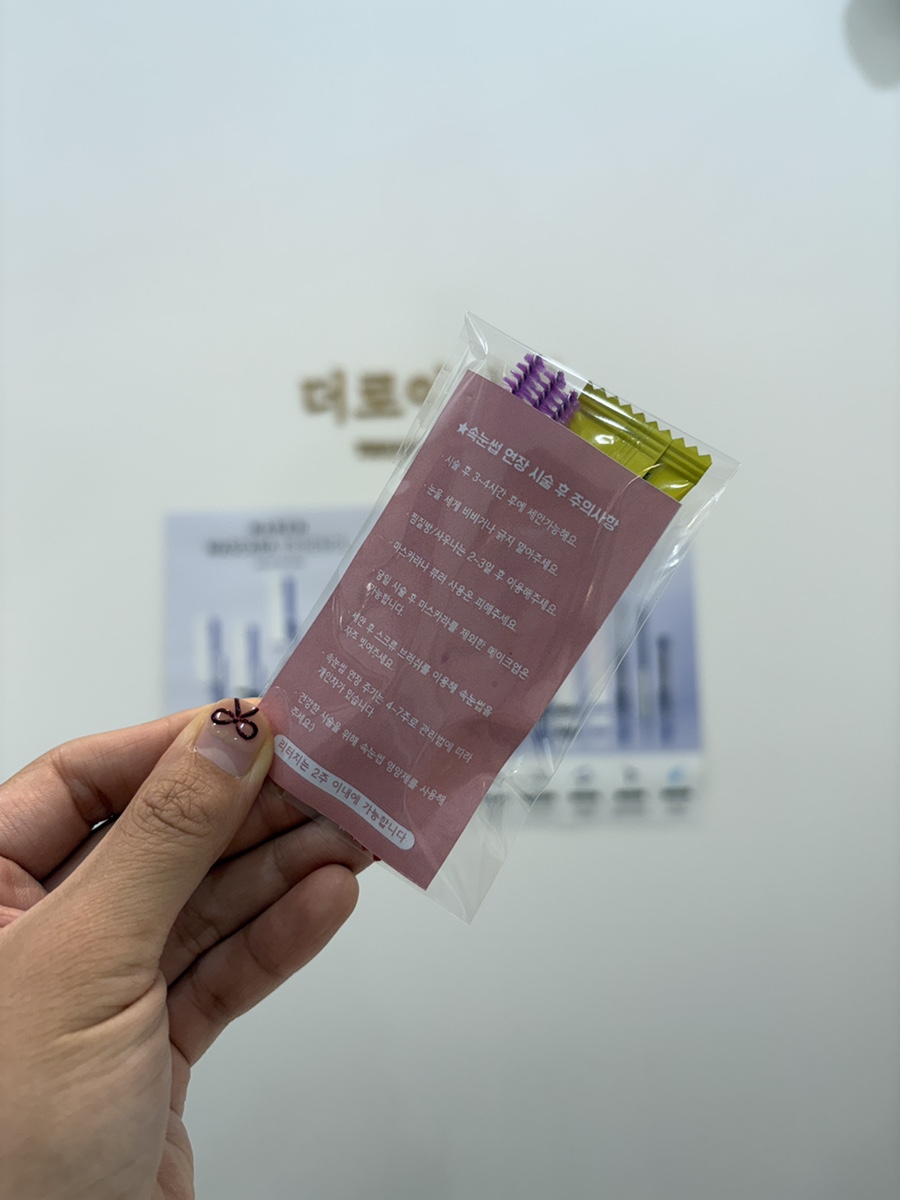 더로
★속눈썹 연장 시술 후 주의사항
· 시술 후 3~4시간 후에 세안가능해요
· 눈을 세게 비비거나 긁지 말아주세요
· 찜질방/사우나는 2~3일 후 이용해주세요
· 마스카라나 뷰러 사용은 피해주세요
· 당일 시술 후 마스카라를 제외한 메이크업은
가능합니다.
· 세안 후 스크류 브러쉬를 이용해 속눈썹을
자주 빗어주세요
· 속눈썹 연장 주기는 4~7주로 관리법에 따라
개인차가 있습니다
· 건강한 시술을 위해 속눈썹 영양제를 사용해
주세요:)
리터치는 2주 이내에 가능합니다